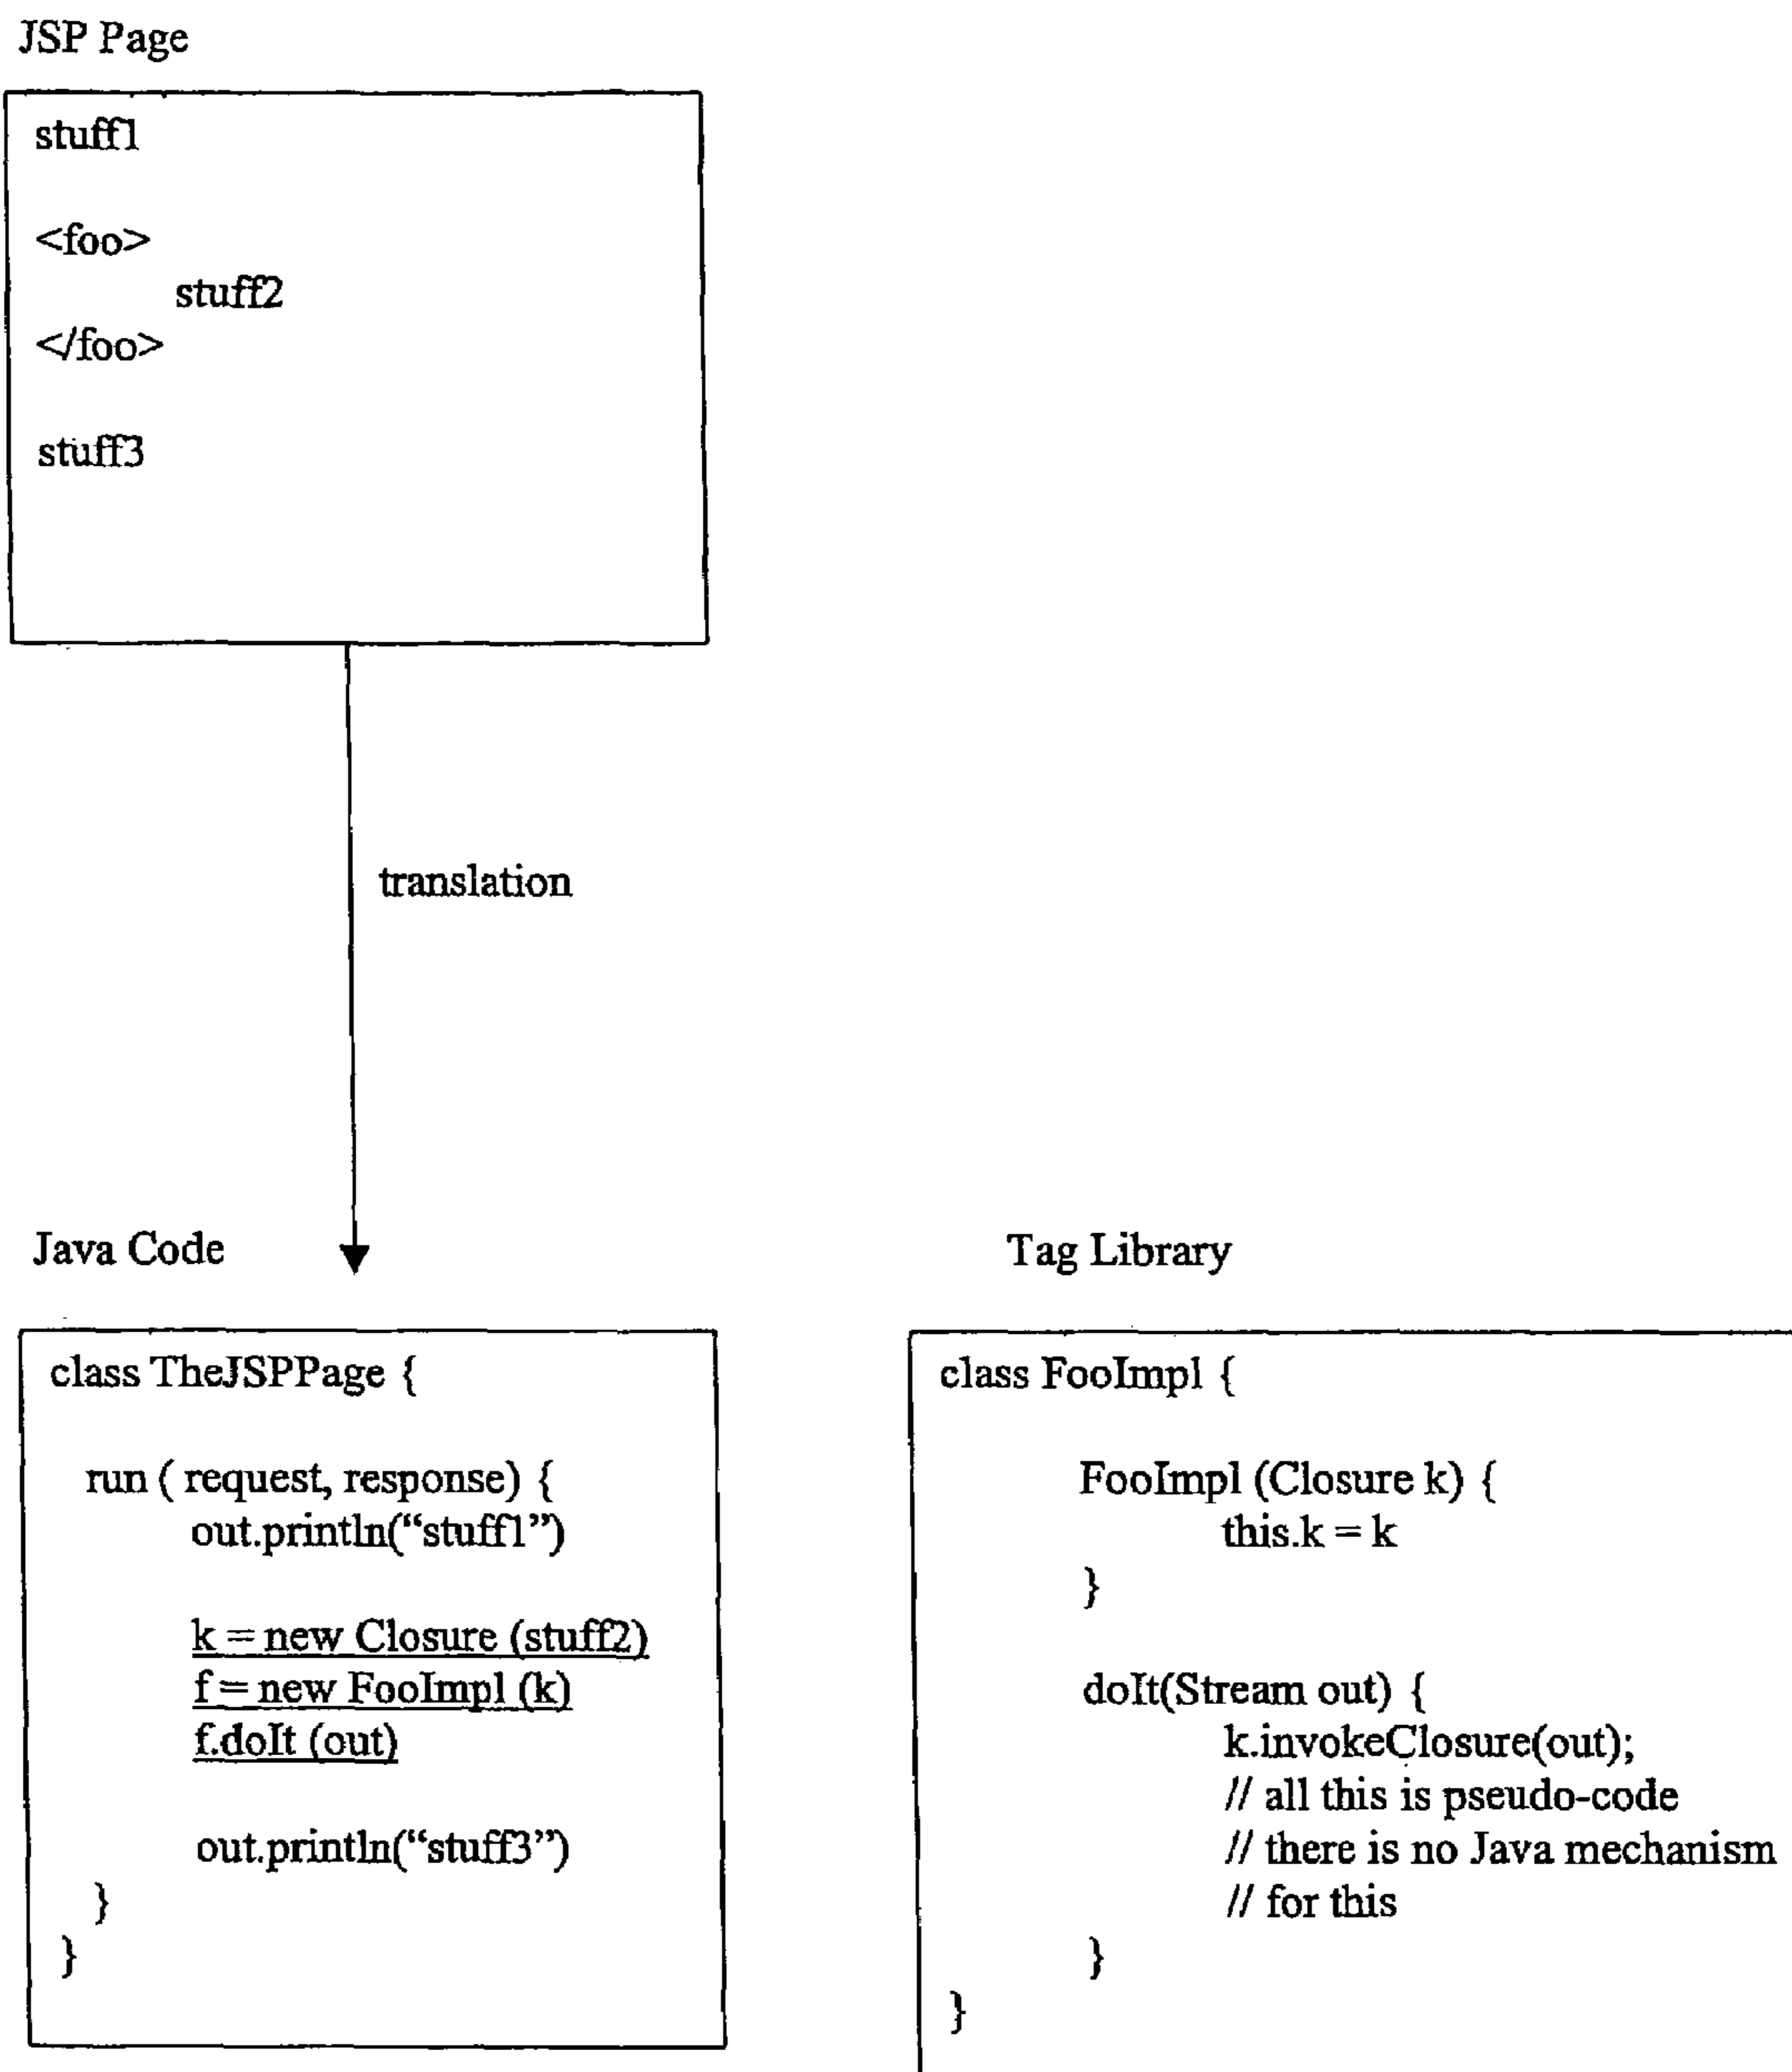 JSP Page
stuff1
<foo>
stuff2
</foo>
stuff3
translation
Java Code
class TheJSPPage {
run ( request, response) {
out.println(“stuff1”)
k = new Closure (stuff2)
f = new FooImpl (k)
f.doIt (out)
out.println(“stuff3”)
}
}
Tag Library
class FooImpl {
FooImpl (Closure k) {
this.k = k
}
doIt(Stream out) {
k.invokeClosure(out);
// all this is pseudo-code
// there is no Java mechanism
// for this
}
}